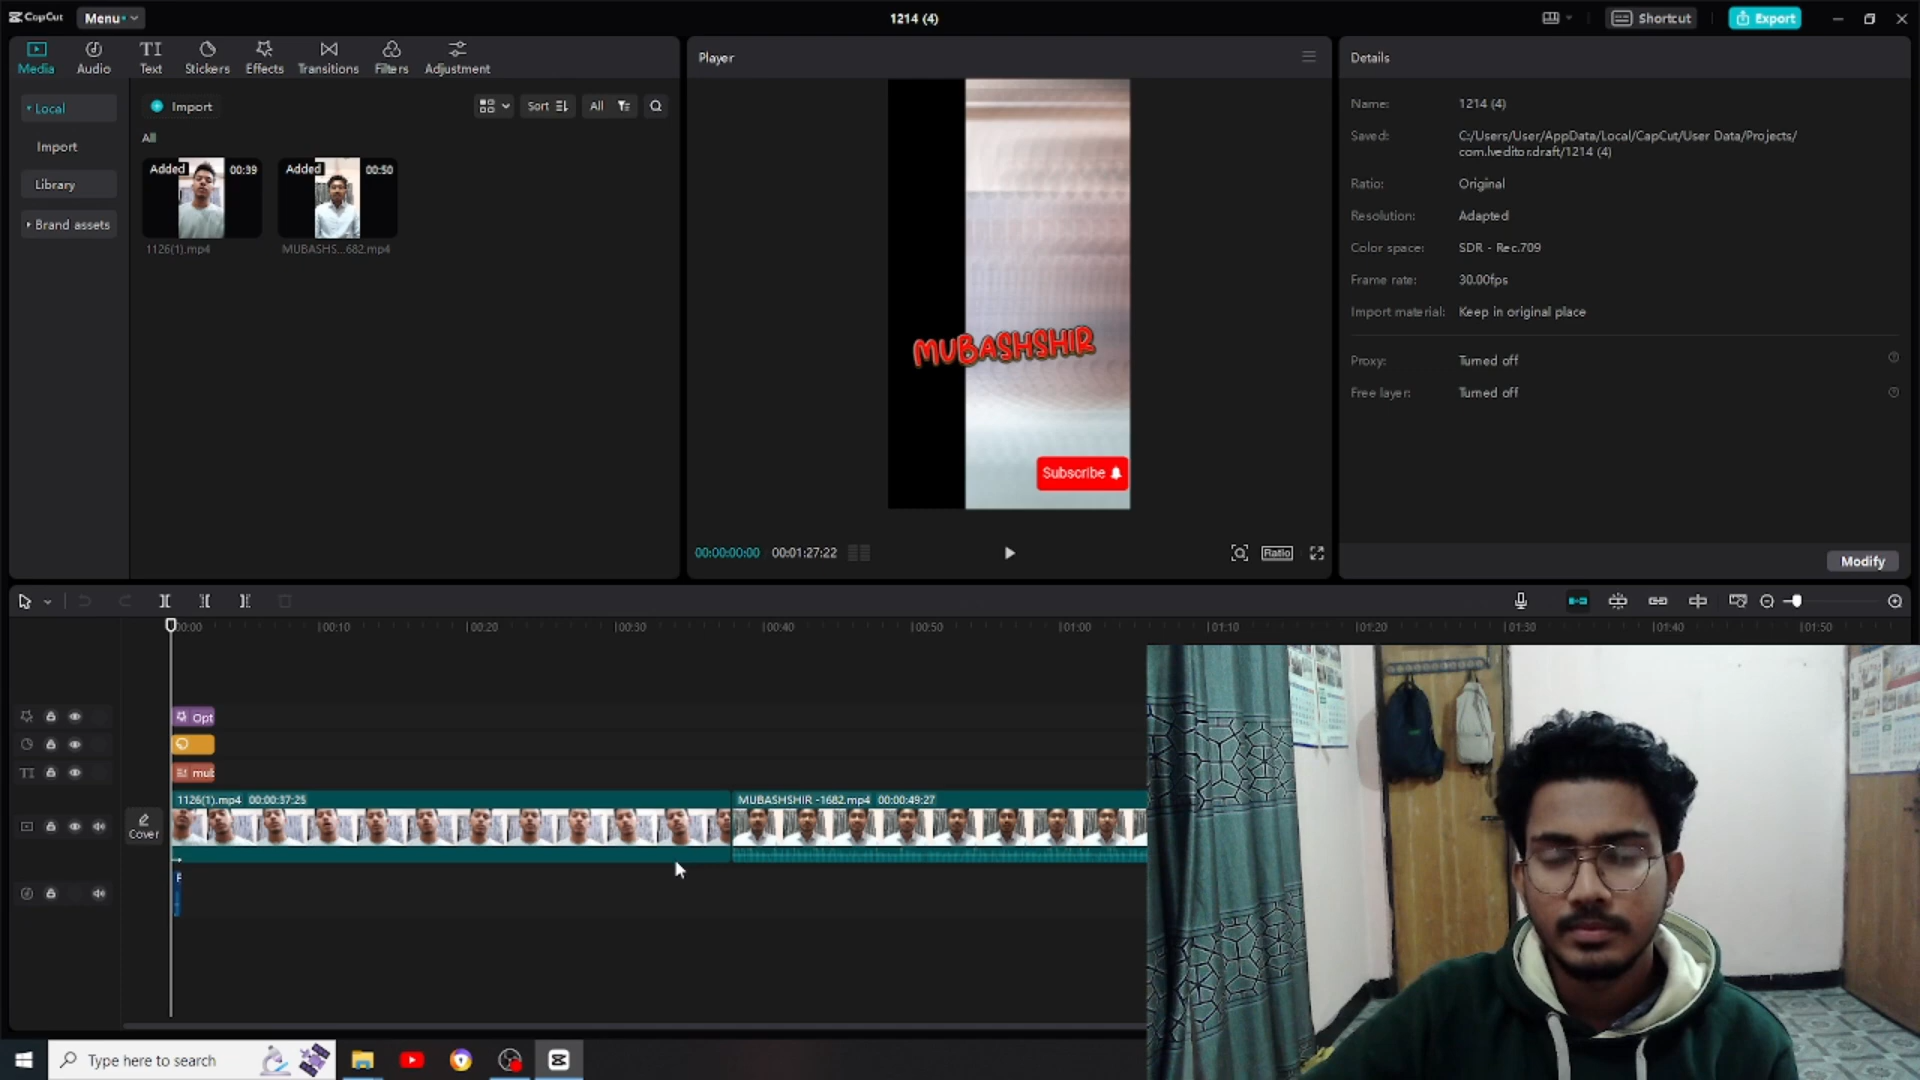 CapCut
Menu
1214 (4)
Shortcut
Export
Media
Audio
Text
Stickers
Effects
Transitions
Filters
Adjustment
Player
Details
Local
Import
Sort
All
Name:
1214 (4)
All
Saved:
C:/Users/User/AppData/Local/CapCut/User Data/Projects/
com.lveditor.draft/1214 (4)
Import
Added
00:39
Added
00:50
Library
Ratio:
Original
Resolution:
Adapted
Brand assets
1126(1).mp4
MUBASHS...682.mp4
Color space:
SDR - Rec.709
Frame rate:
30.00fps
Import material:
Keep in original place
MUBASHSHIR
Proxy:
Turned off
Free layer:
Turned off
Subscribe
00:00:00:00
00:01:27:22
Ratio
Modify
00:00
00:10
00:20
00:30
00:40
00:50
01:00
01:10
01:20
01:30
01:40
01:50
Opt
mub
1126(1).mp4 00:00:37:25
MUBASHSHIR -1682.mp4 00:00:49:27
Cover
F
Type here to search